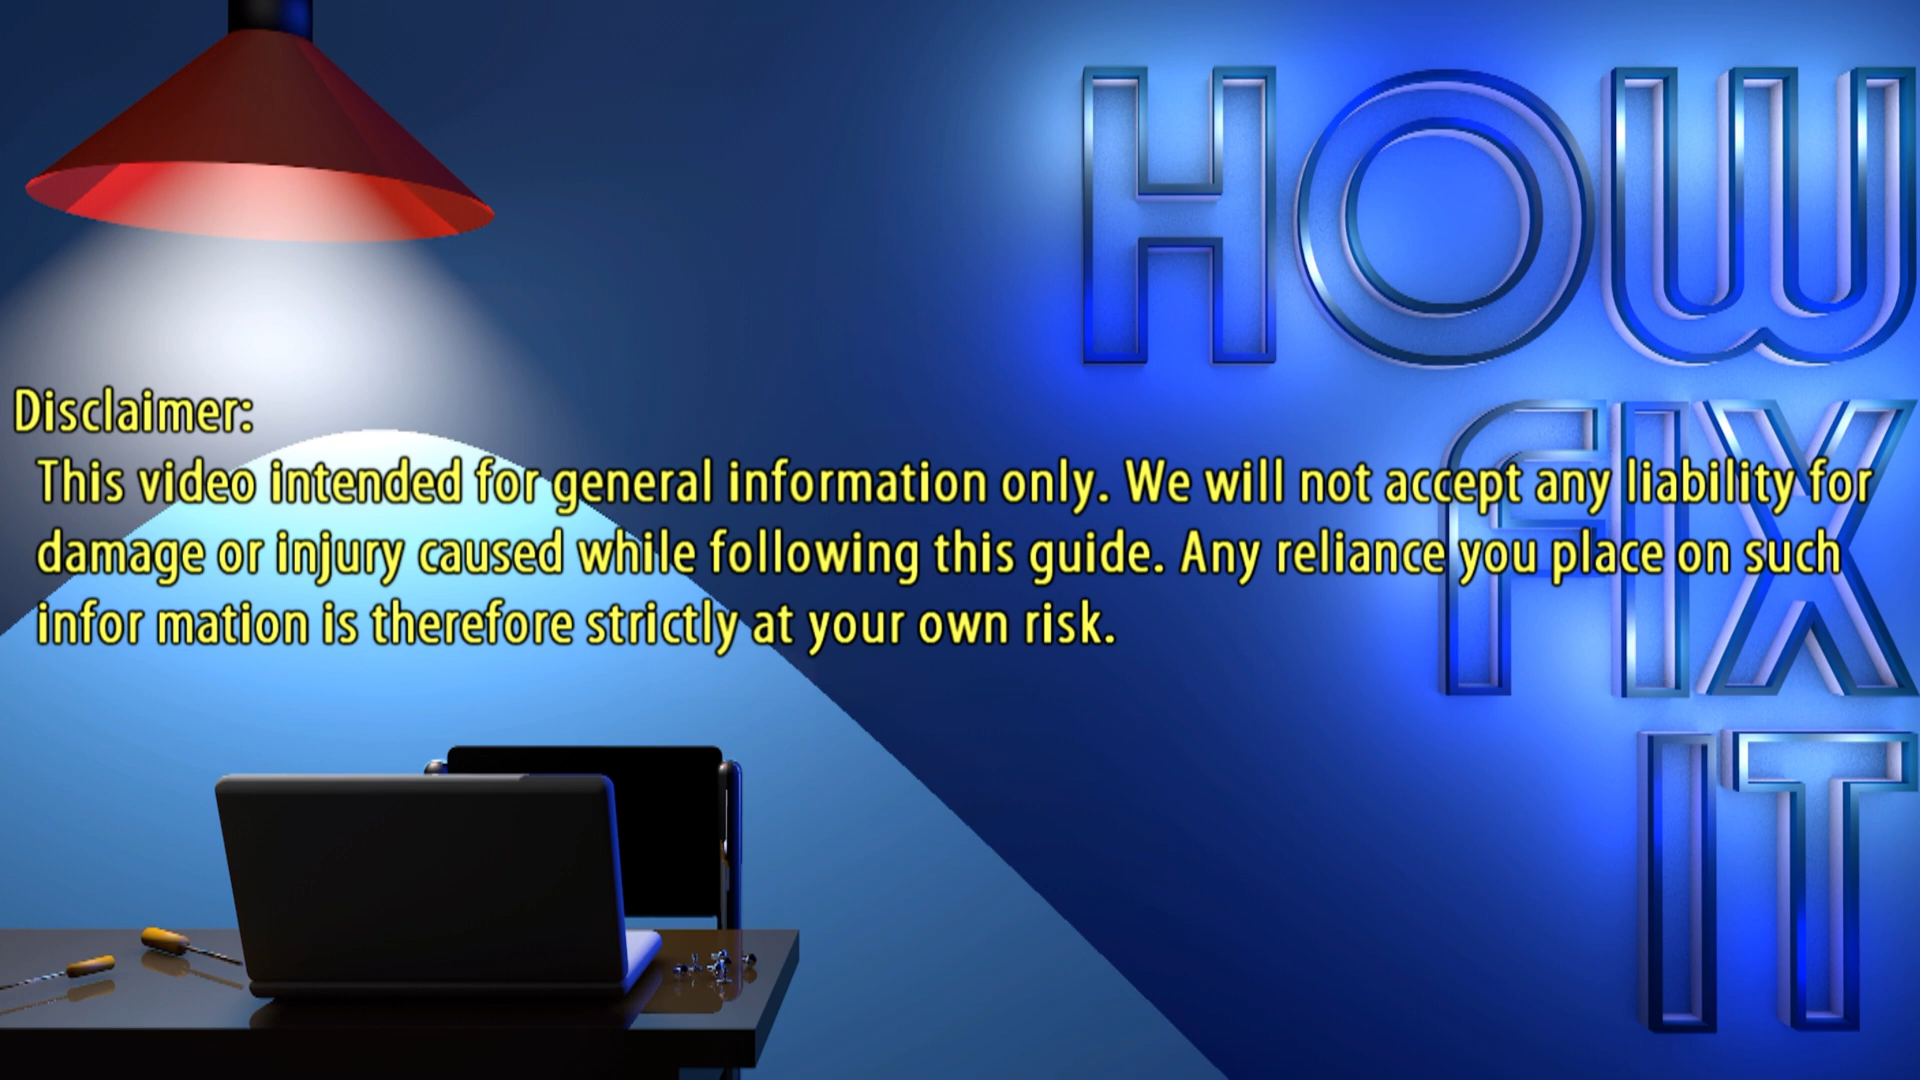 HOW
FIX
IT
Disclaimer:
This video intended for general information only. We will not accept any liability for
damage or injury caused while following this guide. Any reliance you place on such
infor mation is therefore strictly at your own risk.